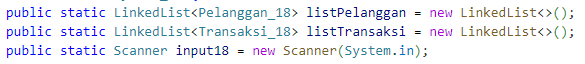 public static LinkedList<Pelanggan_18> listPelanggan = new LinkedList<>();
public static LinkedList<Transaksi_18> listTransaksi = new LinkedList<>();
public static Scanner input18 = new Scanner(System.in);